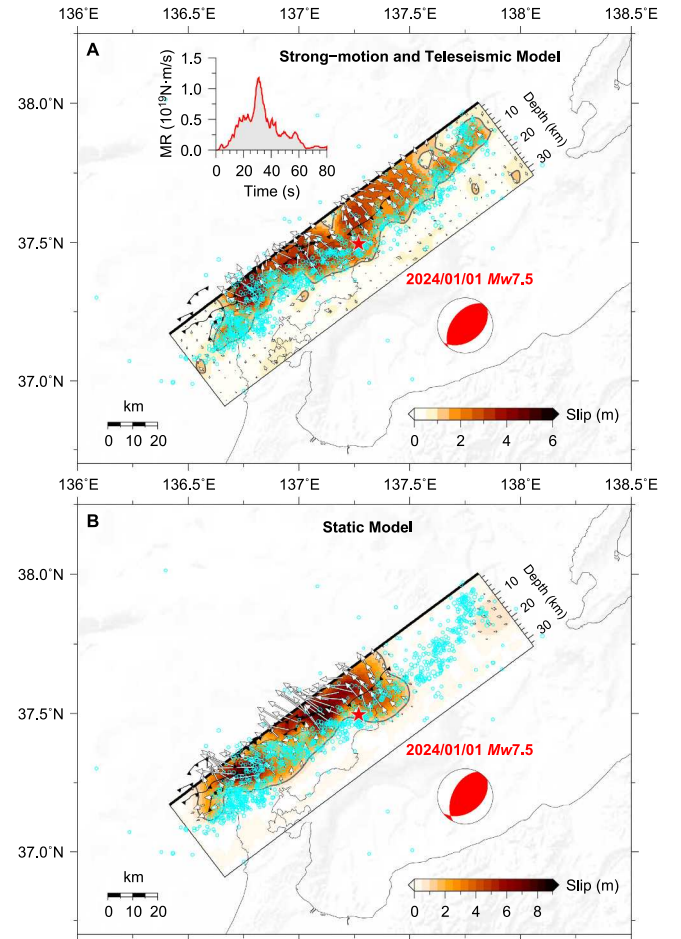 136˚E 136.5˚E 137˚E 137.5˚E 138˚E 138.5˚E
A
Strong−motion and Teleseismic Model
MR (10¹⁹N·m/s)
1.5
1.0
0.5
0.0
0 20 40 60 80
Time (s)
Depth (km)
10
20
30
38.0˚N
37.5˚N
37.0˚N
2024/01/01 Mw7.5
km
0 10 20
Slip (m)
0 2 4 6
136˚E 136.5˚E 137˚E 137.5˚E 138˚E 138.5˚E
B
Static Model
Depth (km)
10
20
30
38.0˚N
37.5˚N
37.0˚N
2024/01/01 Mw7.5
km
0 10 20
Slip (m)
0 2 4 6 8